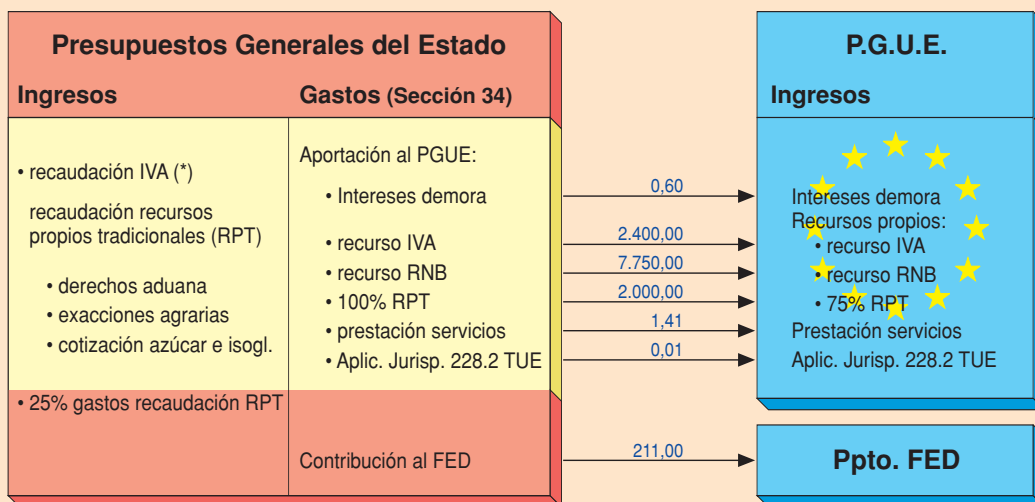 Presupuestos Generales del Estado
Ingresos
Gastos (Sección 34)
• recaudación IVA (*)
recaudación recursos
propios tradicionales (RPT)
• derechos aduana
• exacciones agrarias
• cotización azúcar e isogl.
• 25% gastos recaudación RPT
Aportación al PGUE:
• Intereses demora
• recurso IVA
• recurso RNB
• 100% RPT
• prestación servicios
• Aplic. Jurisp. 228.2 TUE
Contribución al FED
0,60
2.400,00
7.750,00
2.000,00
1,41
0,01
211,00
P.G.U.E.
Ingresos
Intereses demora
Recursos propios:
• recurso IVA
• recurso RNB
• 75% RPT
Prestación servicios
Aplic. Jurisp. 228.2 TUE
Ppto. FED